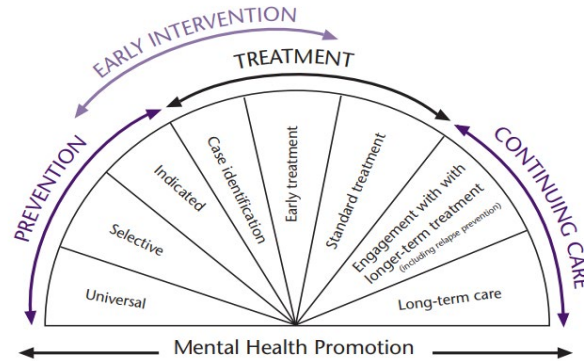 EARLY INTERVENTION
TREATMENT
PREVENTION
CONTINUING CARE
Universal
Selective
Indicated
Case identification
Early treatment
Standard treatment
Engagement with with
longer-term treatment
(including relapse prevention)
Long-term care
Mental Health Promotion